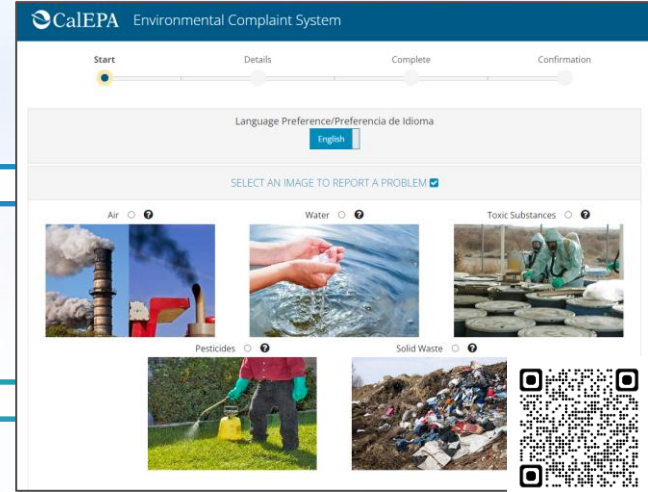 CalEPA Environmental Complaint System
Start Details Complete Confirmation
Language Preference/Preferencia de Idioma
English
SELECT AN IMAGE TO REPORT A PROBLEM
Air Water Toxic Substances
Pesticides Solid Waste